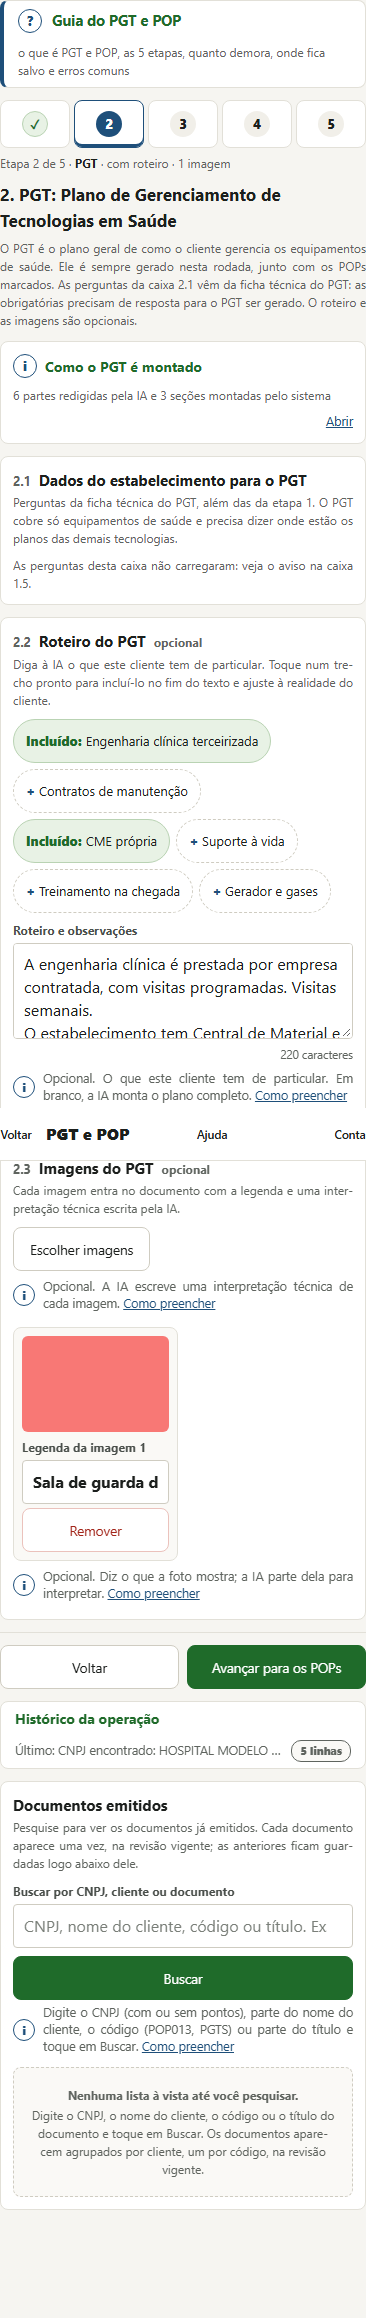 ? Guia do PGT e POP
o que é PGT e POP, as 5 etapas, quanto demora, onde fica
salvo e erros comuns
✓ 2 3 4 5
Etapa 2 de 5 · PGT · com roteiro · 1 imagem
2. PGT: Plano de Gerenciamento de
Tecnologias em Saúde
O PGT é o plano geral de como o cliente gerencia os equipamentos
de saúde. Ele é sempre gerado nesta rodada, junto com os POPs
marcados. As perguntas da caixa 2.1 vêm da ficha técnica do PGT: as
obrigatórias precisam de resposta para o PGT ser gerado. O roteiro e
as imagens são opcionais.
i Como o PGT é montado
6 partes redigidas pela IA e 3 seções montadas pelo sistema
Abrir
2.1 Dados do estabelecimento para o PGT
Perguntas da ficha técnica do PGT, além das da etapa 1. O PGT
cobre só equipamentos de saúde e precisa dizer onde estão os
planos das demais tecnologias.
As perguntas desta caixa não carregaram: veja o aviso na caixa
1.5.
2.2 Roteiro do PGT opcional
Diga à IA o que este cliente tem de particular. Toque num tre-
cho pronto para incluí-lo no fim do texto e ajuste à realidade do
cliente.
Incluído: Engenharia clínica terceirizada
+ Contratos de manutenção
Incluído: CME própria + Suporte à vida
+ Treinamento na chegada + Gerador e gases
Roteiro e observações
A engenharia clínica é prestada por empresa
contratada, com visitas programadas. Visitas
semanais.
O estabelecimento tem Central de Material e
220 caracteres
i Opcional. O que este cliente tem de particular. Em
branco, a IA monta o plano completo. Como preencher
Voltar PGT e POP Ajuda Conta
2.3 Imagens do PGT opcional
Cada imagem entra no documento com a legenda e uma inter-
pretação técnica escrita pela IA.
Escolher imagens
i Opcional. A IA escreve uma interpretação técnica de
cada imagem. Como preencher
Legenda da imagem 1
Sala de guarda d
Remover
i Opcional. Diz o que a foto mostra; a IA parte dela para
interpretar. Como preencher
Voltar Avançar para os POPs
Histórico da operação
Último: CNPJ encontrado: HOSPITAL MODELO ... 5 linhas
Documentos emitidos
Pesquise para ver os documentos já emitidos. Cada documento
aparece uma vez, na revisão vigente; as anteriores ficam guar-
dadas logo abaixo dele.
Buscar por CNPJ, cliente ou documento
CNPJ, nome do cliente, código ou título. Ex
Buscar
i Digite o CNPJ (com ou sem pontos), parte do nome do
cliente, o código (POP013, PGTS) ou parte do título e
toque em Buscar. Como preencher
Nenhuma lista à vista até você pesquisar.
Digite o CNPJ, o nome do cliente, o código ou o título do
documento e toque em Buscar. Os documentos apare-
cem agrupados por cliente, um por código, na revisão
vigente.